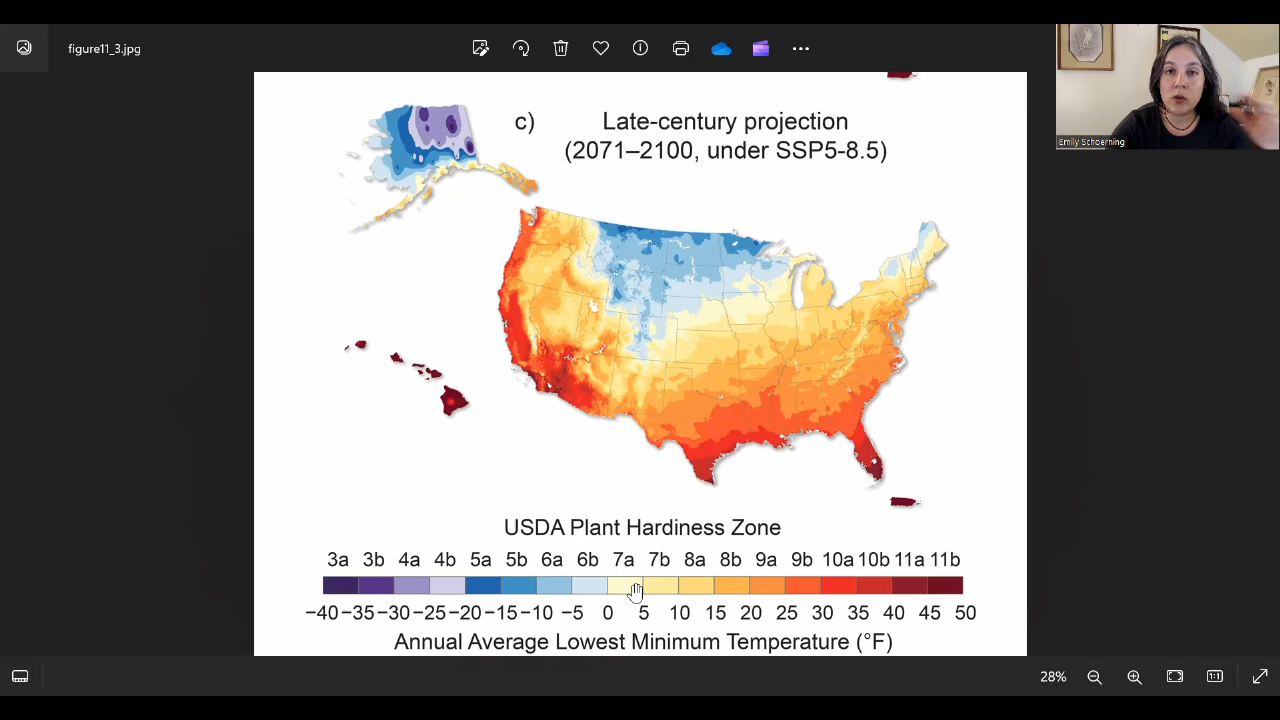 figure11_3.jpg
Emily Schoerning
c) Late-century projection
(2071–2100, under SSP5-8.5)
USDA Plant Hardiness Zone
3a 3b 4a 4b 5a 5b 6a 6b 7a 7b 8a 8b 9a 9b 10a 10b 11a 11b
−40 −35 −30 −25 −20 −15 −10 −5 0 5 10 15 20 25 30 35 40 45 50
Annual Average Lowest Minimum Temperature (°F)
28%
1:1